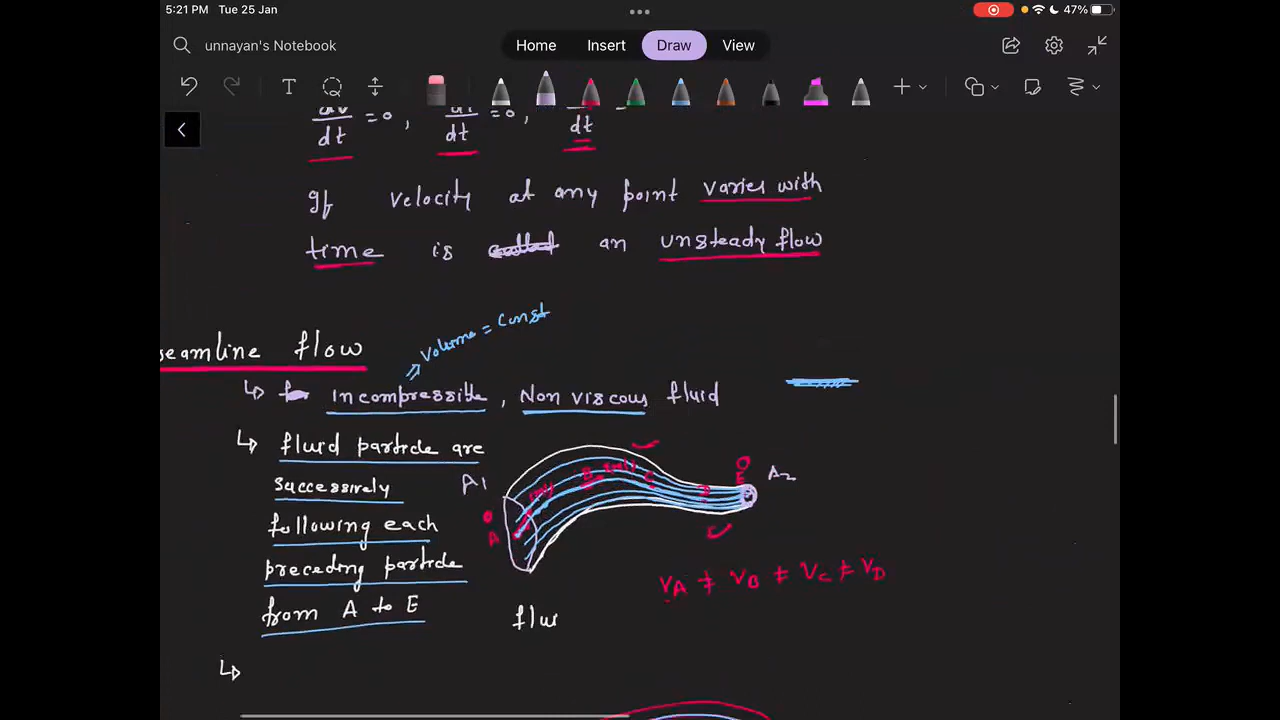 5:21 PM Tue 25 Jan
47%
unnayan's Notebook
Home Insert Draw View
dt =0, dt =0, dt
If velocity at any point varies with
time is an unsteady flow
Volume = Const
eamline flow
Incompressible, Non viscous fluid
fluid particle are
successively
following each
preceding particle
from A to E
A1
A2
A
B
C
D
E
VA ≠ VB ≠ VC ≠ VD
flui